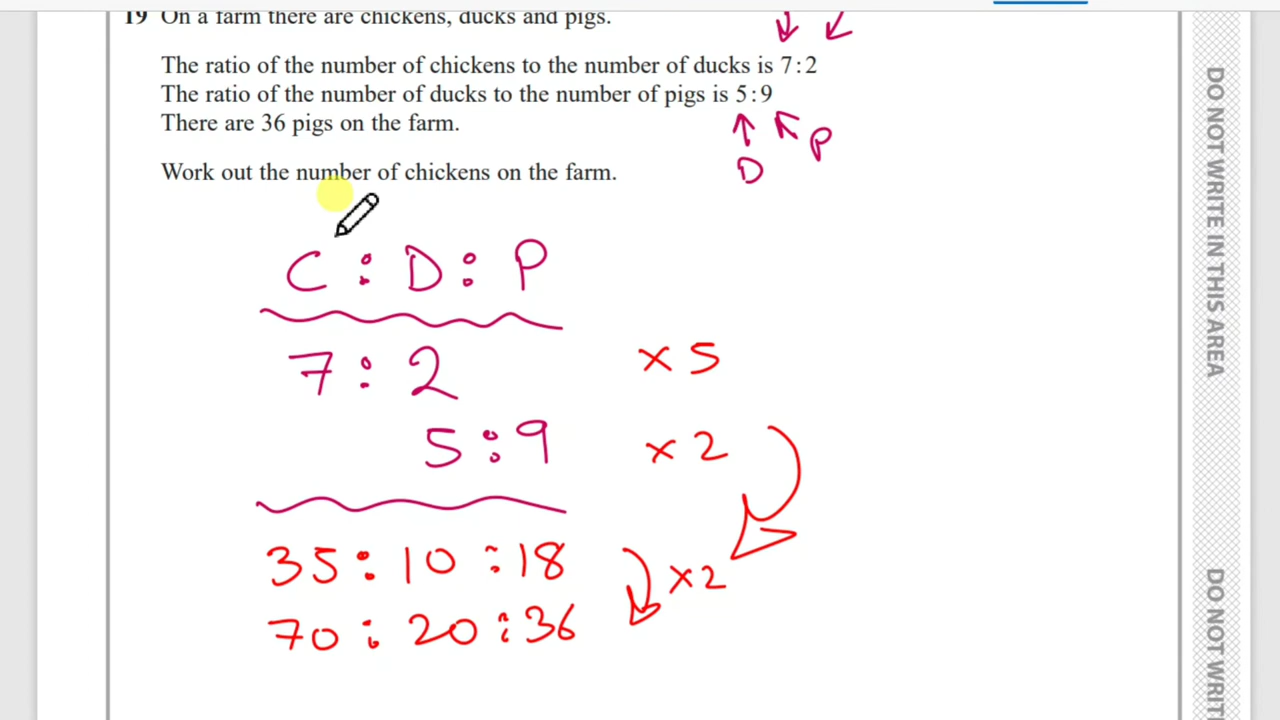 19 On a farm there are chickens, ducks and pigs.
The ratio of the number of chickens to the number of ducks is 7 : 2
The ratio of the number of ducks to the number of pigs is 5 : 9
There are 36 pigs on the farm.
P
D
Work out the number of chickens on the farm.
C : D : P
7 : 2 × 5
5 : 9 × 2
35 : 10 : 18 × 2
70 : 20 : 36
DO NOT WRITE IN THIS AREA
DO NOT WRIT